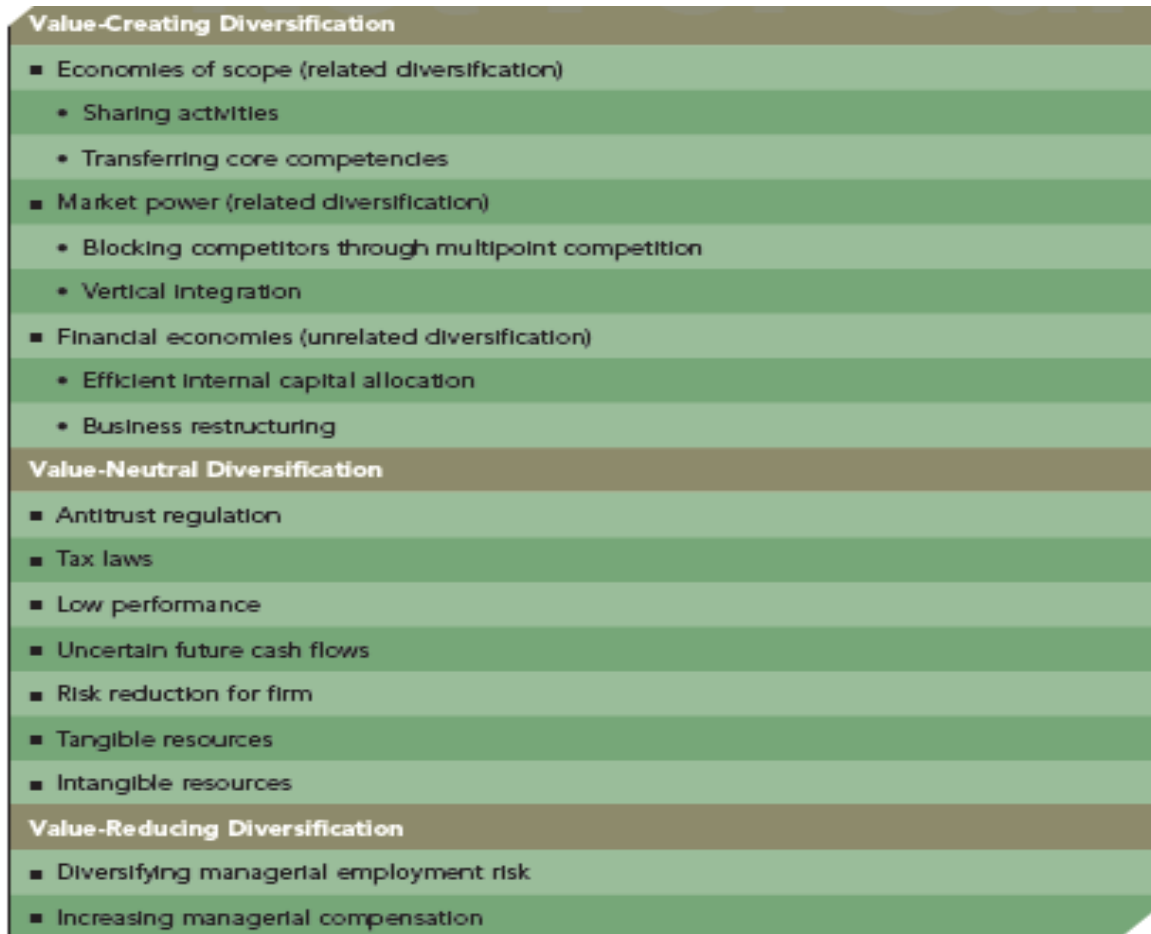 Value-Creating Diversification
▪ Economies of scope (related diversification)
• Sharing activities
• Transferring core competencies
▪ Market power (related diversification)
• Blocking competitors through multipoint competition
• Vertical integration
▪ Financial economies (unrelated diversification)
• Efficient internal capital allocation
• Business restructuring
Value-Neutral Diversification
▪ Antitrust regulation
▪ Tax laws
▪ Low performance
▪ Uncertain future cash flows
▪ Risk reduction for firm
▪ Tangible resources
▪ Intangible resources
Value-Reducing Diversification
▪ Diversifying managerial employment risk
▪ Increasing managerial compensation